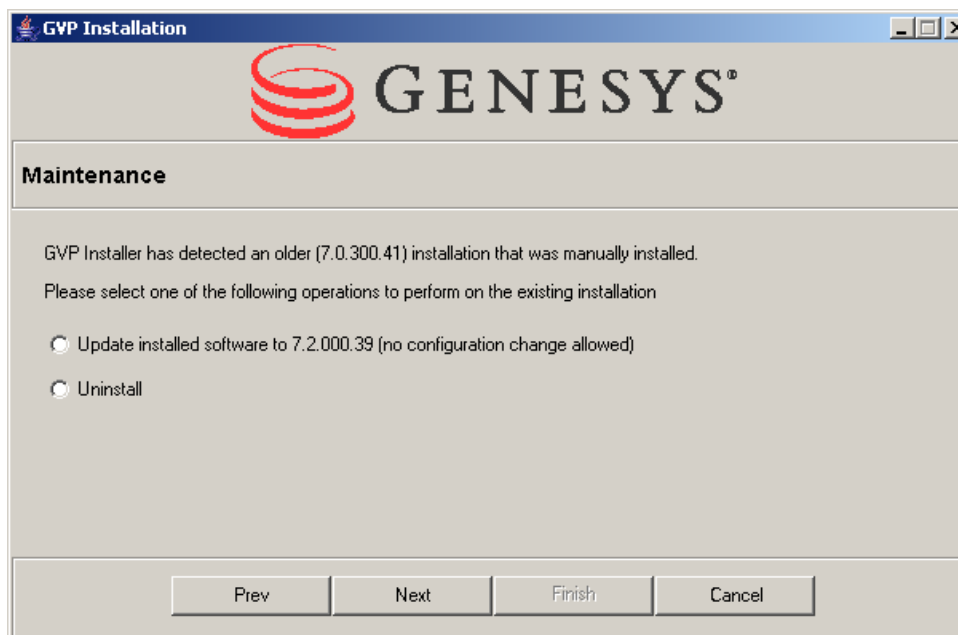 GVP Installation
GENESYS®
Maintenance
GVP Installer has detected an older (7.0.300.41) installation that was manually installed.
Please select one of the following operations to perform on the existing installation
Update installed software to 7.2.000.39 (no configuration change allowed)
Uninstall
Prev Next Finish Cancel